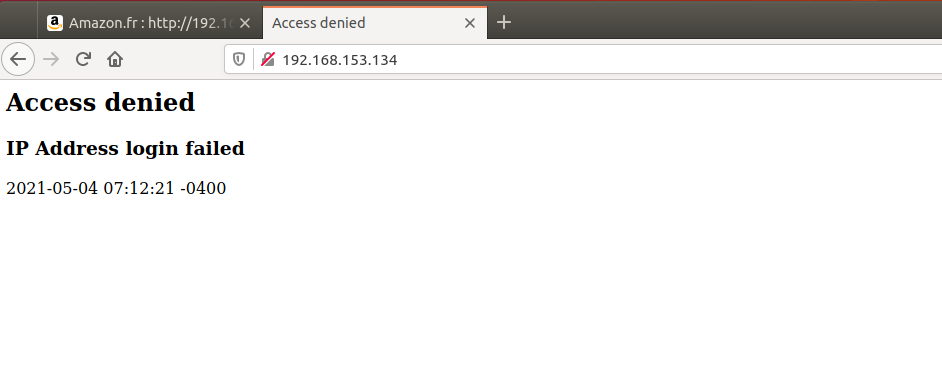 Amazon.fr : http://192.1
Access denied
192.168.153.134
Access denied
IP Address login failed
2021-05-04 07:12:21 -0400